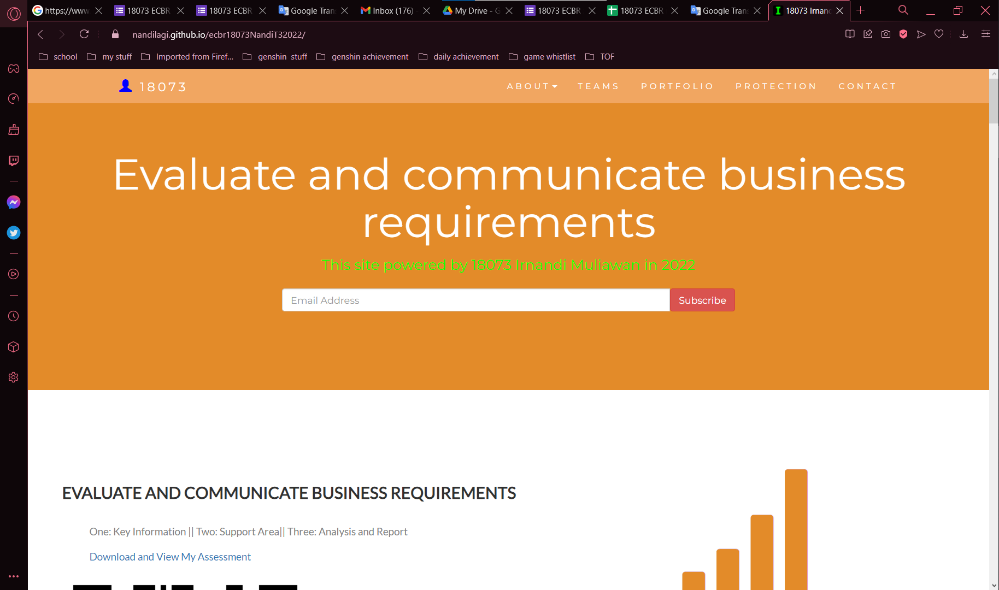 https://www
18073 ECBR
18073 ECBR
Google Tran
Inbox (176)
My Drive - G
18073 ECBR
18073 ECBR
Google Tran
18073 Irnand
nandilagi.github.io/ecbr18073NandiT32022/
school
my stuff
Imported from Firef...
genshin stuff
genshin achievement
daily achievement
game whistlist
TOF
18073
ABOUT
TEAMS
PORTFOLIO
PROTECTION
CONTACT
Evaluate and communicate business
requirements
This site powered by 18073 Irnandi Muliawan in 2022
Email Address
Subscribe
EVALUATE AND COMMUNICATE BUSINESS REQUIREMENTS
One: Key Information || Two: Support Area|| Three: Analysis and Report
Download and View My Assessment